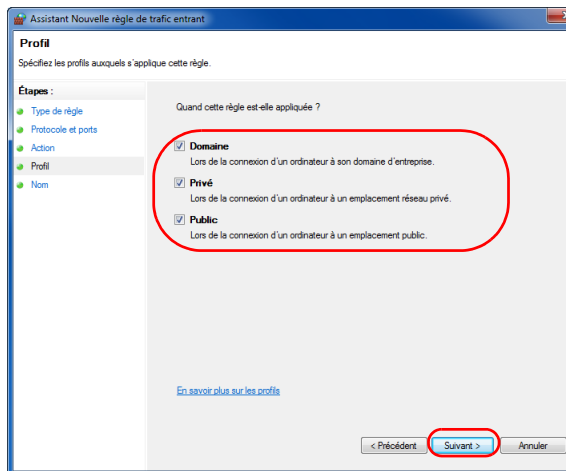 Assistant Nouvelle règle de trafic entrant
Profil
Spécifiez les profils auxquels s'applique cette règle.
Étapes :
Type de règle
Protocole et ports
Action
Profil
Nom
Quand cette règle est-elle appliquée ?
Domaine
Lors de la connexion d'un ordinateur à son domaine d'entreprise.
Privé
Lors de la connexion d'un ordinateur à un emplacement réseau privé.
Public
Lors de la connexion d'un ordinateur à un emplacement public.
En savoir plus sur les profils
< Précédent Suivant > Annuler